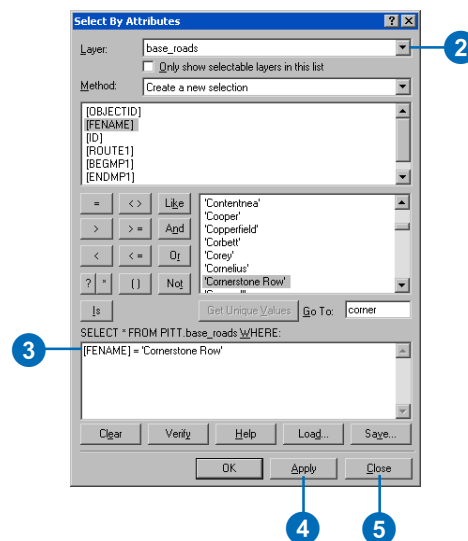 Select By Attributes
Layer: base_roads
2
Only show selectable layers in this list
Method: Create a new selection
[OBJECTID]
[FENAME]
[ID]
[ROUTE1]
[BEGMP1]
[ENDMP1]
= <> Like
> >= And
< <= Or
? * () Not
Is
'Contentnea'
'Cooper'
'Copperfield'
'Corbett'
'Corey'
'Cornelius'
'Cornerstone Row'
Get Unique Values Go To: corner
SELECT * FROM PITT.base_roads WHERE:
3
[FENAME] = 'Cornerstone Row'
Clear Verify Help Load... Save...
OK Apply Close
4 5